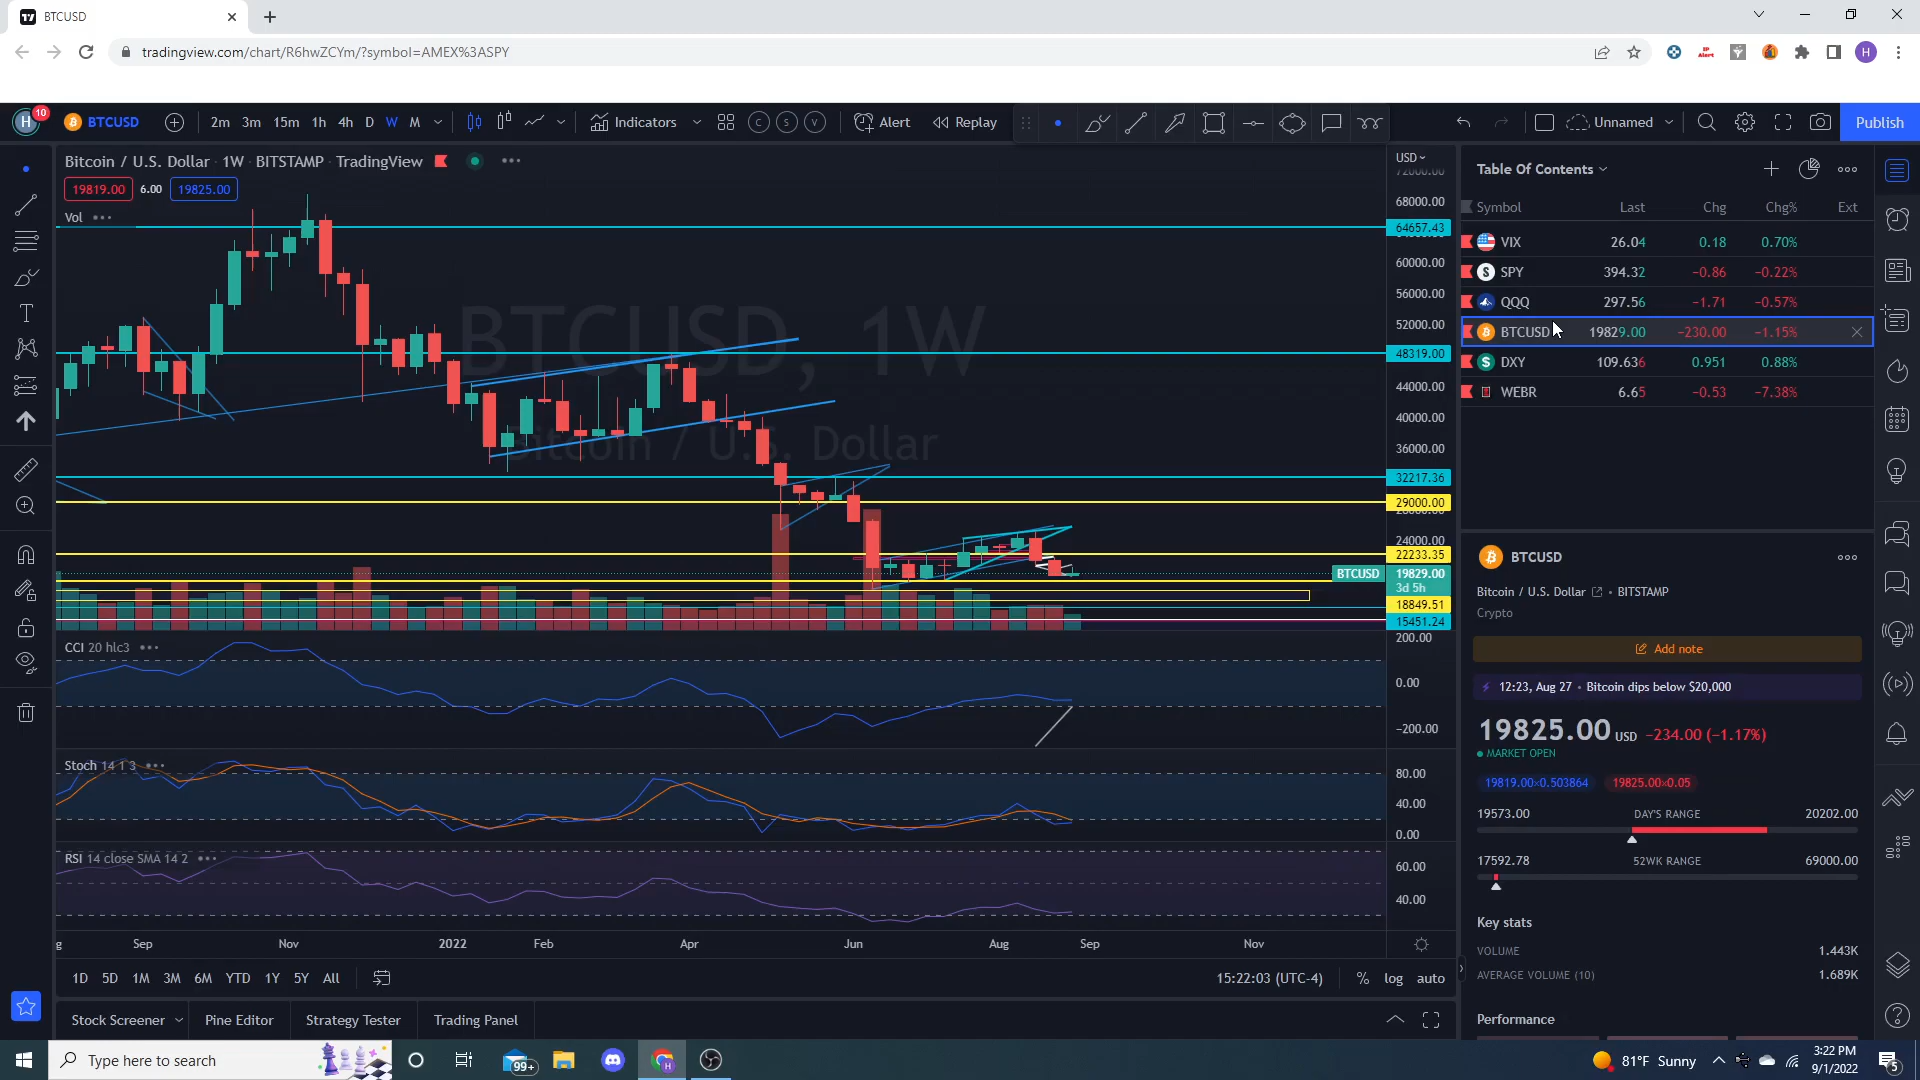 BTCUSD
tradingview.com/chart/R6hwZCYm/?symbol=AMEX%3ASPY
IP Alert H
H 10 BTCUSD 2m 3m 15m 1h 4h D W M Indicators C S V Alert Replay Unnamed Publish
Bitcoin / U.S. Dollar · 1W · BITSTAMP · TradingView
19819.00 6.00 19825.00
Vol
BTCUSD, 1W
Bitcoin / U.S. Dollar
USD
72000.00
68000.00
64657.43
60000.00
56000.00
52000.00
48319.00
44000.00
40000.00
36000.00
32217.36
29000.00
24000.00
22233.35
BTCUSD 19829.00
3d 5h
18849.51
15451.24
CCI 20 hlc3
200.00
0.00
−200.00
Stoch 14 1 3
80.00
40.00
0.00
RSI 14 close SMA 14 2
60.00
40.00
Sep Nov 2022 Feb Apr Jun Aug Sep Nov
1D 5D 1M 3M 6M YTD 1Y 5Y All 15:22:03 (UTC-4) % log auto
Stock Screener Pine Editor Strategy Tester Trading Panel
Table Of Contents
Symbol Last Chg Chg% Ext
VIX 26.04 0.18 0.70%
SPY 394.32 −0.86 −0.22%
QQQ 297.56 −1.71 −0.57%
BTCUSD 19829.00 −230.00 −1.15%
DXY 109.636 0.951 0.88%
WEBR 6.65 −0.53 −7.38%
BTCUSD
Bitcoin / U.S. Dollar • BITSTAMP
Crypto
Add note
12:23, Aug 27 • Bitcoin dips below $20,000
19825.00 USD −234.00 (−1.17%)
MARKET OPEN
19819.00×0.503864 19825.00×0.05
19573.00 DAY'S RANGE 20202.00
17592.78 52WK RANGE 69000.00
Key stats
VOLUME 1.443K
AVERAGE VOLUME (10) 1.689K
Performance
Type here to search 99+ 81°F Sunny 3:22 PM
9/1/2022 5